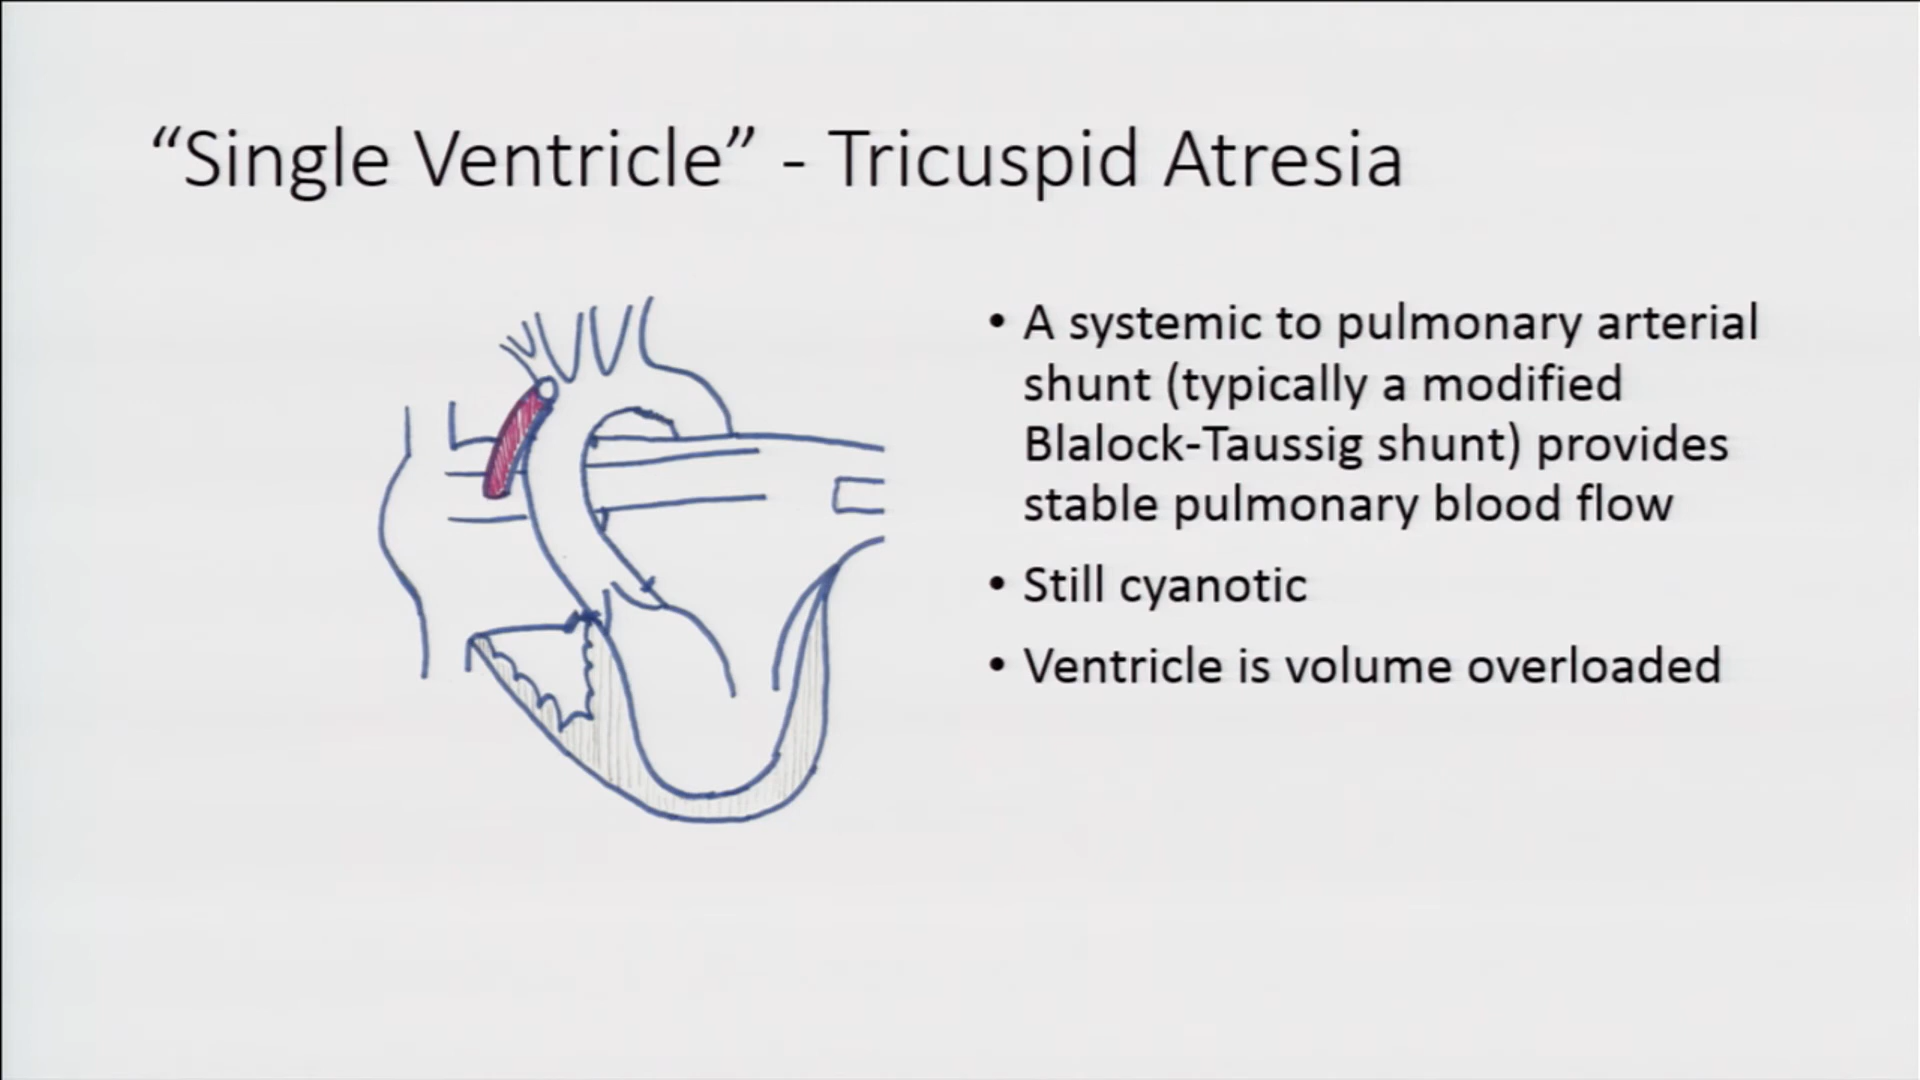 “Single Ventricle” - Tricuspid Atresia
• A systemic to pulmonary arterial
shunt (typically a modified
Blalock-Taussig shunt) provides
stable pulmonary blood flow
• Still cyanotic
• Ventricle is volume overloaded